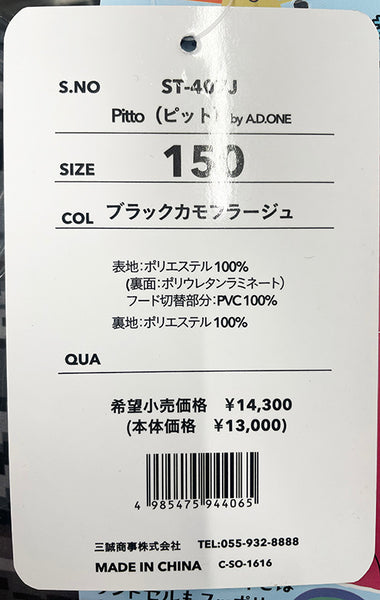 S.NO ST-407J
Pitto（ピット）by A.D.ONE
SIZE 150
COL ブラックカモフラージュ
表地:ポリエステル100%
(裏面:ポリウレタンラミネート)
フード切替部分:PVC100%
裏地:ポリエステル100%
QUA
希望小売価格 ¥14,300
(本体価格 ¥13,000)
4 985475 944065
三誠商事株式会社 TEL:055-932-8888
MADE IN CHINA C-SO-1616